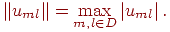 ‖u_{ml}‖ = max_{m,l∈D} |u_{ml}| .